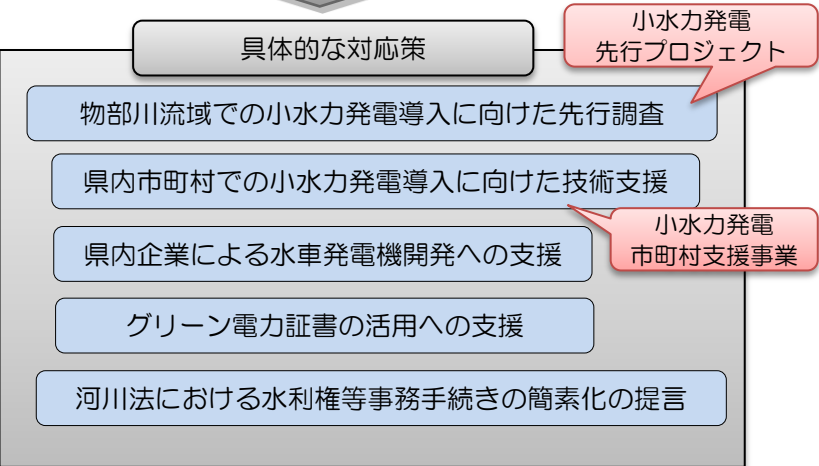 具体的な対応策
小水力発電
先行プロジェクト
物部川流域での小水力発電導入に向けた先行調査
県内市町村での小水力発電導入に向けた技術支援
小水力発電
市町村支援事業
県内企業による水車発電機開発への支援
グリーン電力証書の活用への支援
河川法における水利権等事務手続きの簡素化の提言